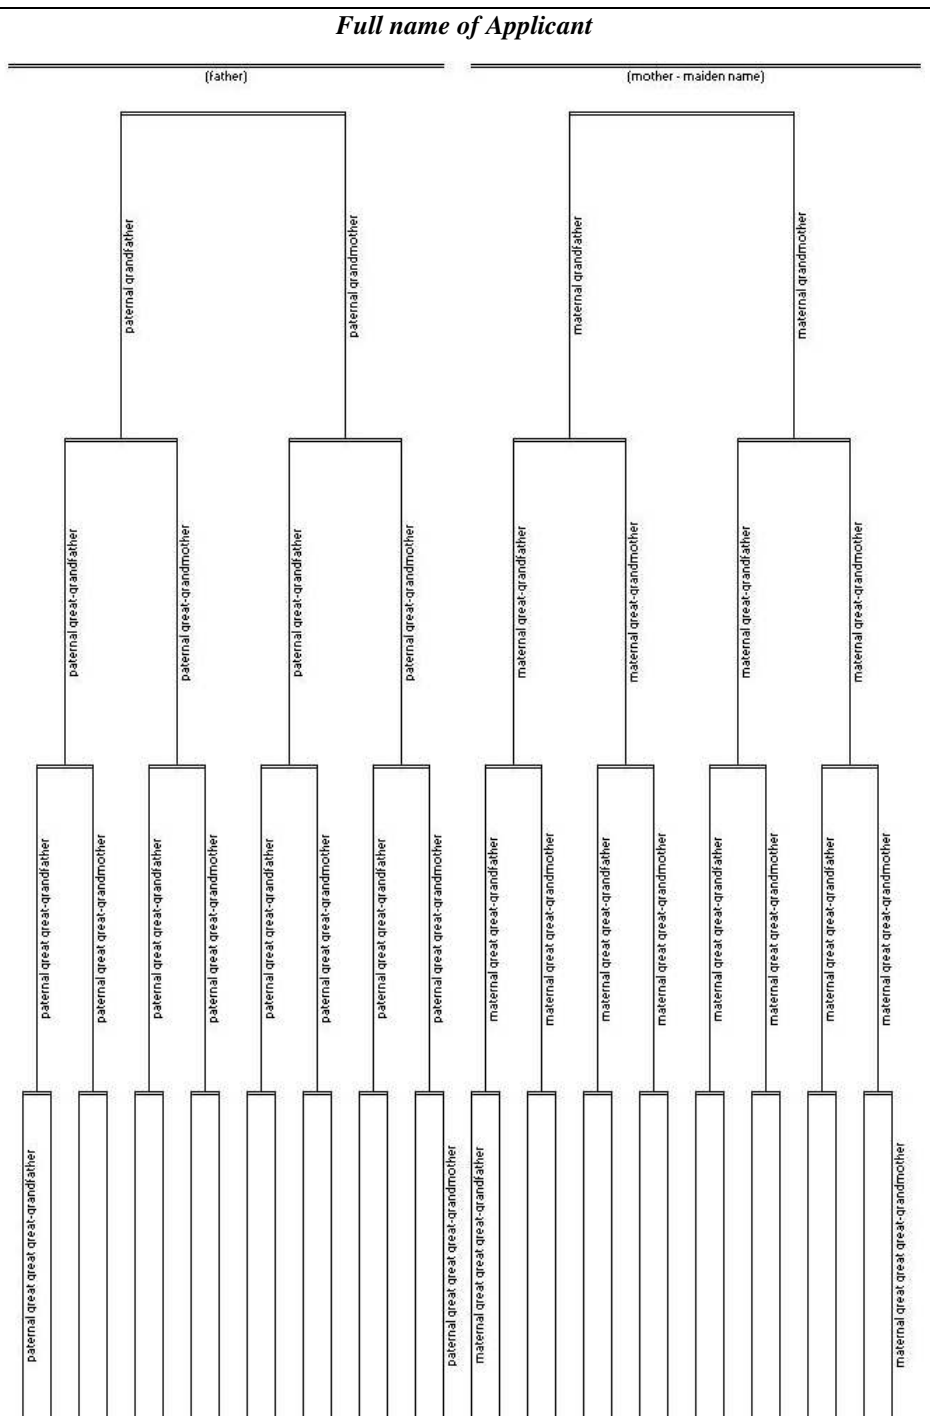 Full name of Applicant
(father)
(mother - maiden name)
paternal grandfather
paternal grandmother
maternal grandfather
maternal grandmother
paternal great-grandfather
paternal great-grandmother
paternal great-grandfather
paternal great-grandmother
maternal great-grandfather
maternal great-grandmother
maternal great-grandfather
maternal great-grandmother
paternal great great-grandfather
paternal great great-grandmother
paternal great great-grandfather
paternal great great-grandmother
paternal great great-grandfather
paternal great great-grandmother
paternal great great-grandfather
paternal great great-grandmother
maternal great great-grandfather
maternal great great-grandmother
maternal great great-grandfather
maternal great great-grandmother
maternal great great-grandfather
maternal great great-grandmother
maternal great great-grandfather
maternal great great-grandmother
paternal great great great-grandfather
paternal great great great-grandmother
maternal great great great-grandfather
maternal great great great-grandmother